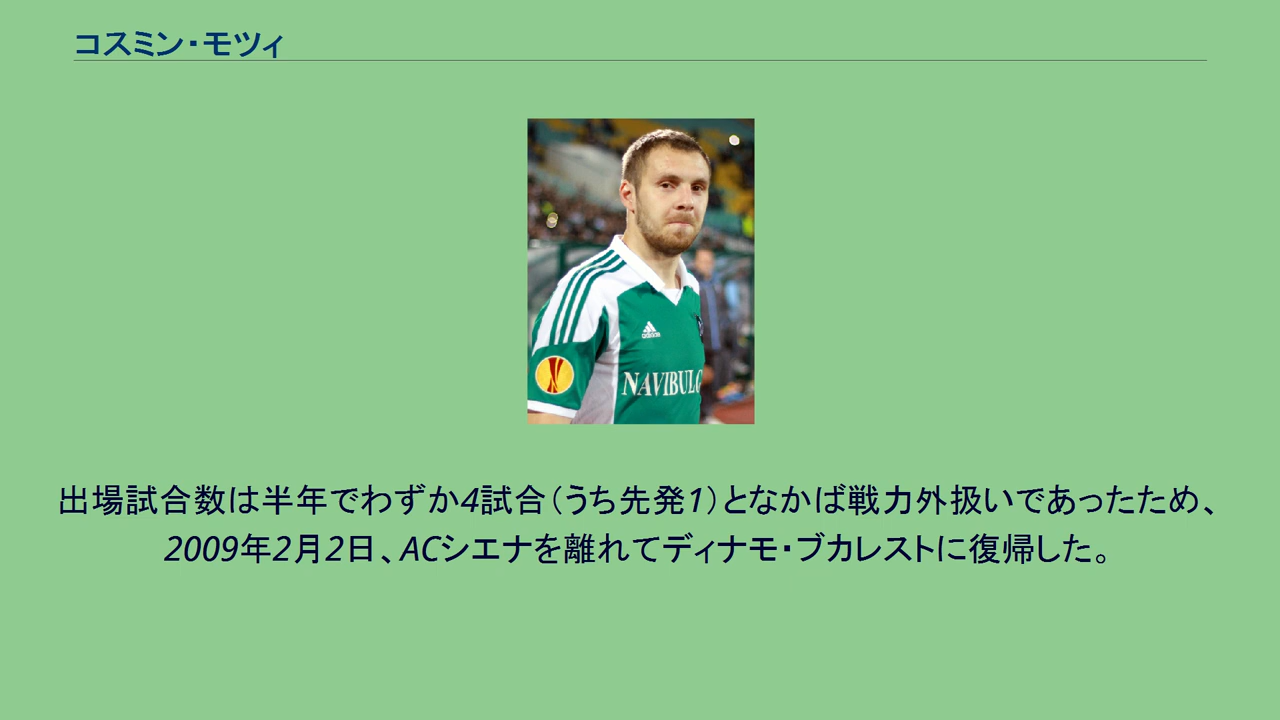 コスミン・モツィ
adidas
NAVIBUL
出場試合数は半年でわずか4試合（うち先発1）となかば戦力外扱いであったため、
2009年2月2日、ACシエナを離れてディナモ・ブカレストに復帰した。